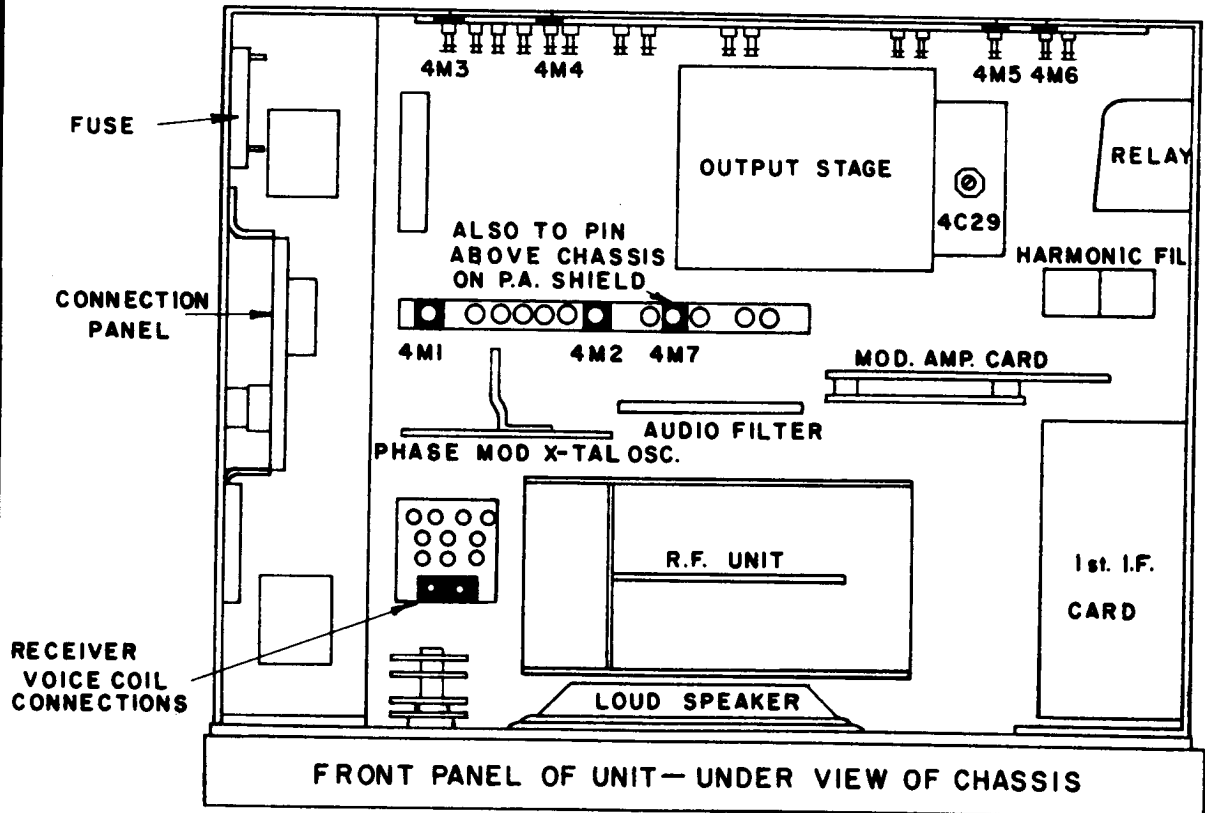 4M3
4M4
4M5
4M6
FUSE
OUTPUT STAGE
RELAY
4C29
ALSO TO PIN
ABOVE CHASSIS
ON P.A. SHIELD
HARMONIC FIL
CONNECTION
PANEL
4M1
4M2
4M7
MOD. AMP. CARD
AUDIO FILTER
PHASE MOD X-TAL OSC.
R.F. UNIT
1st. I.F.
CARD
RECEIVER
VOICE COIL
CONNECTIONS
LOUD SPEAKER
FRONT PANEL OF UNIT — UNDER VIEW OF CHASSIS